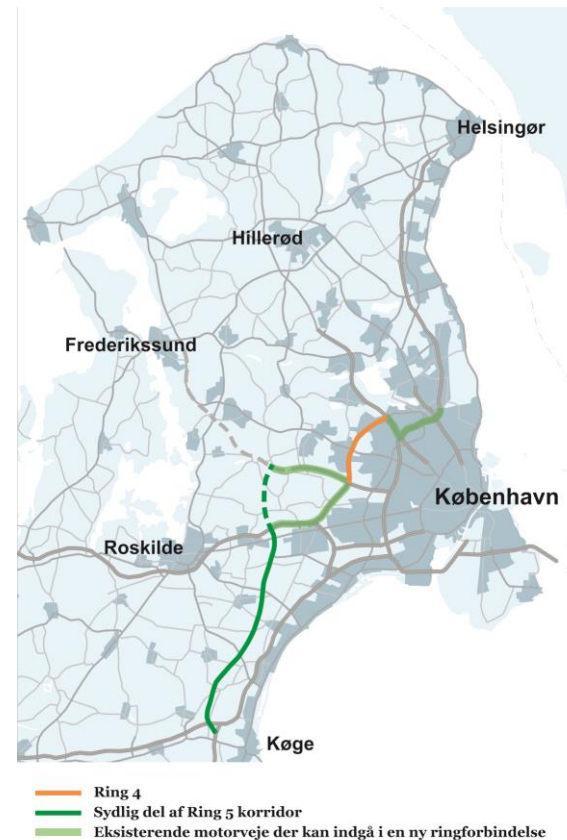 Helsingør
Hillerød
Frederikssund
København
Roskilde
Køge
Ring 4
Sydlig del af Ring 5 korridor
Eksisterende motorveje der kan indgå i en ny ringforbindelse